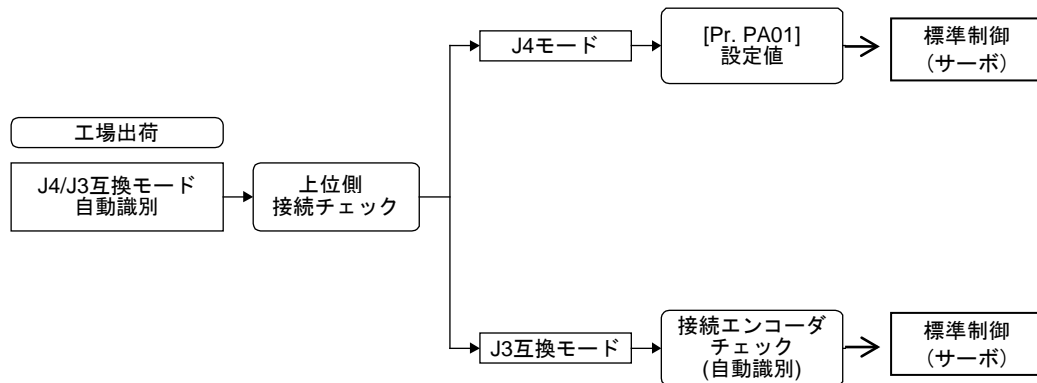 工場出荷
J4/J3互換モード
自動識別
上位側
接続チェック
J4モード
[Pr. PA01]
設定値
標準制御
(サーボ)
J3互換モード
接続エンコーダ
チェック
(自動識別)
標準制御
(サーボ)